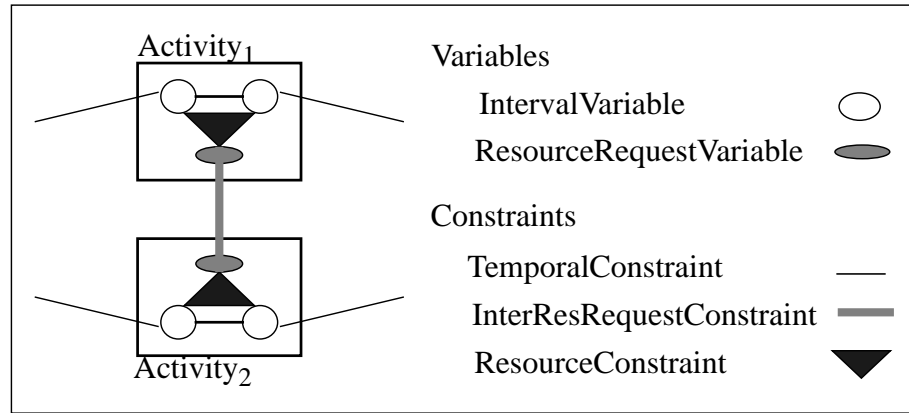 Activity1
Variables
IntervalVariable
ResourceRequestVariable
Constraints
TemporalConstraint
InterResRequestConstraint
ResourceConstraint
Activity2